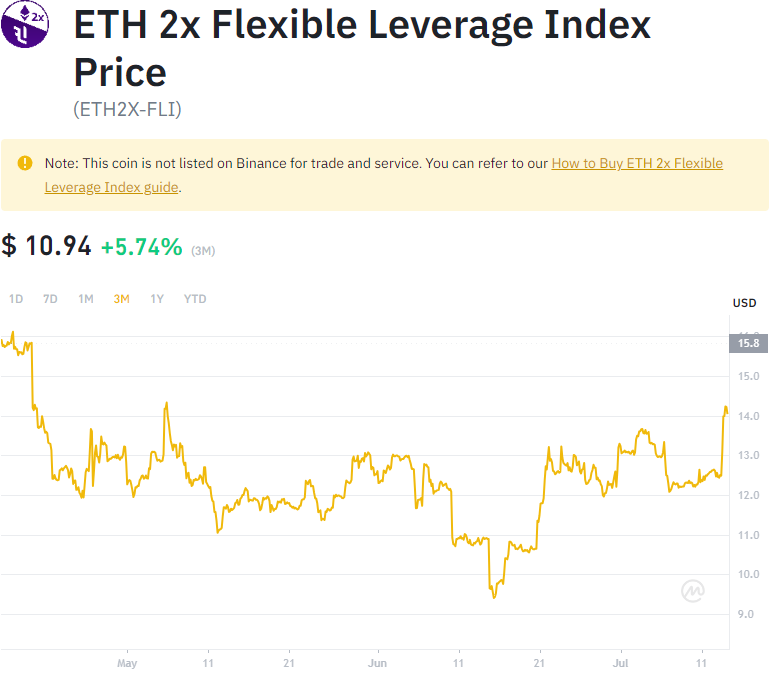 2x
ETH 2x Flexible Leverage Index
Price
(ETH2X-FLI)
Note: This coin is not listed on Binance for trade and service. You can refer to our How to Buy ETH 2x Flexible
Leverage Index guide.
$ 10.94 +5.74% (3M)
1D 7D 1M 3M 1Y YTD
USD
15.8
15.0
14.0
13.0
12.0
11.0
10.0
9.0
May 11 21 Jun 11 21 Jul 11